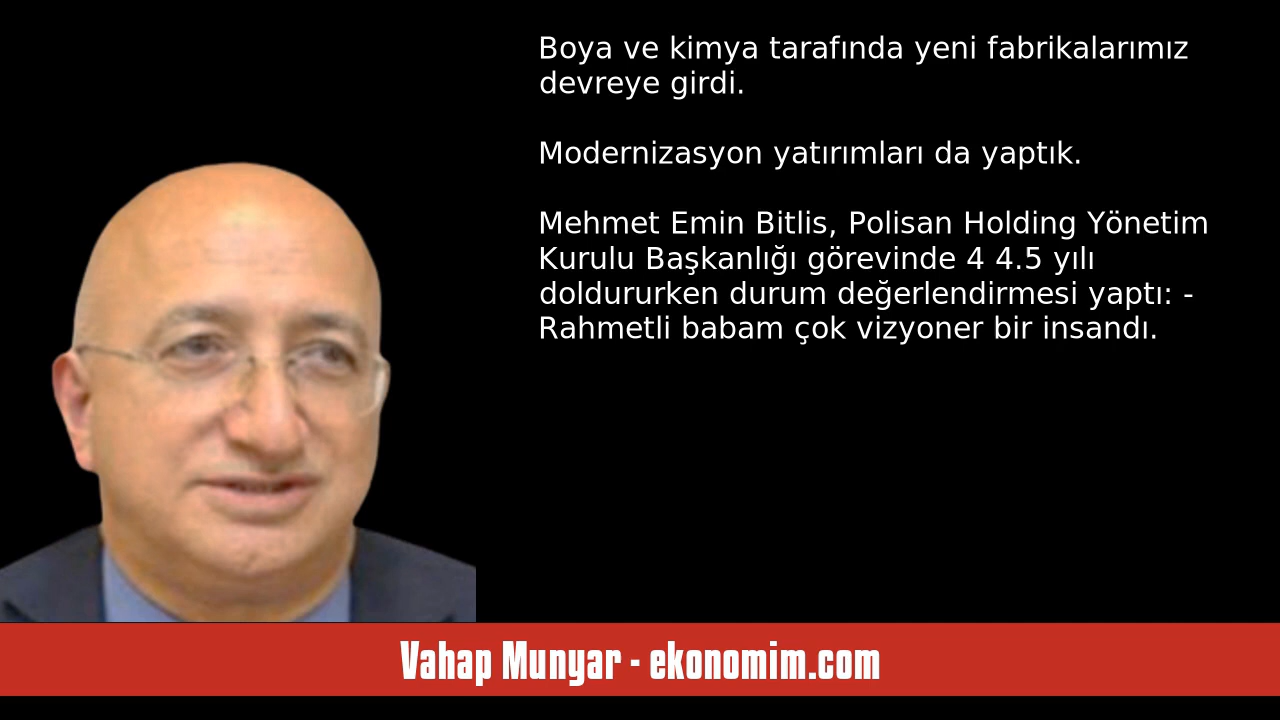 Boya ve kimya tarafında yeni fabrikalarımız
devreye girdi.
Modernizasyon yatırımları da yaptık.
Mehmet Emin Bitlis, Polisan Holding Yönetim
Kurulu Başkanlığı görevinde 4 4.5 yılı
doldururken durum değerlendirmesi yaptı: -
Rahmetli babam çok vizyoner bir insandı.
Vahap Munyar - ekonomim.com